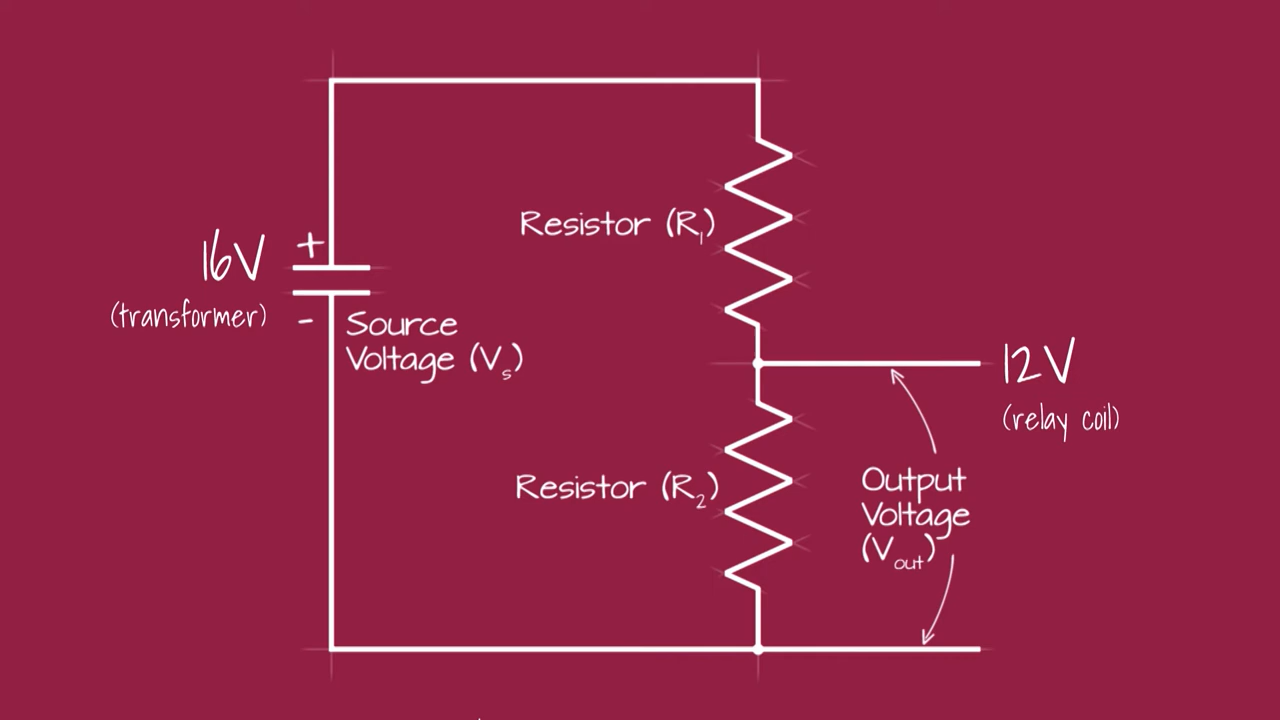 Resistor (R₁)
16V
+
(transformer)
-
Source
Voltage (Vₛ)
12V
(relay coil)
Resistor (R₂)
Output
Voltage
(Vout)